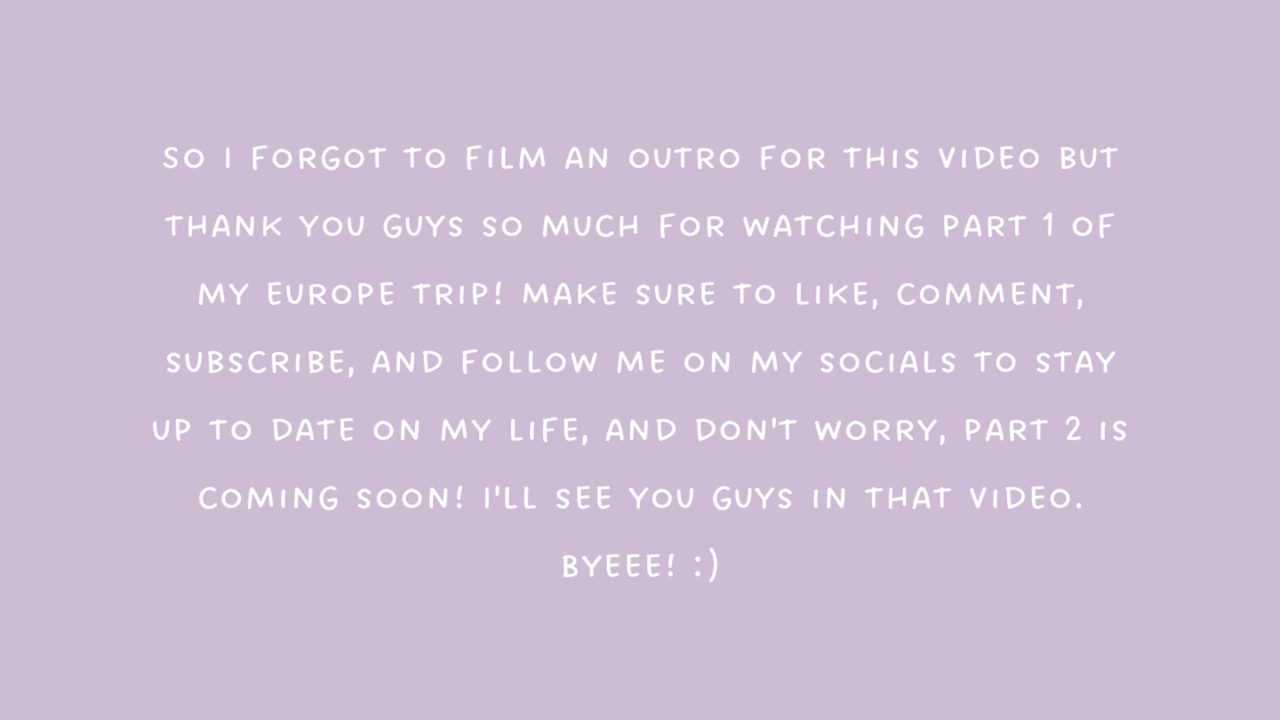 SO I FORGOT TO FILM AN OUTRO FOR THIS VIDEO BUT
THANK YOU GUYS SO MUCH FOR WATCHING PART 1 OF
MY EUROPE TRIP! MAKE SURE TO LIKE, COMMENT,
SUBSCRIBE, AND FOLLOW ME ON MY SOCIALS TO STAY
UP TO DATE ON MY LIFE, AND DON'T WORRY, PART 2 IS
COMING SOON! I'LL SEE YOU GUYS IN THAT VIDEO.
BYEEE! :)